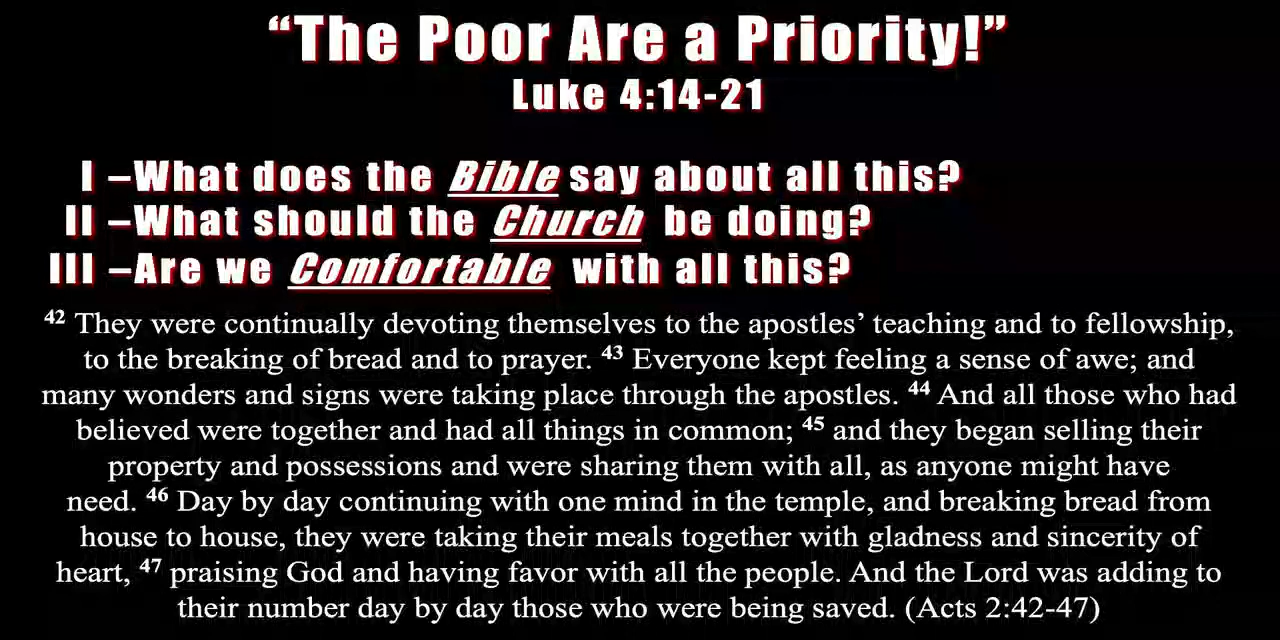 “The Poor Are a Priority!”
Luke 4:14-21
I –What does the Bible say about all this?
II –What should the Church be doing?
III –Are we Comfortable with all this?
42 They were continually devoting themselves to the apostles’ teaching and to fellowship,
to the breaking of bread and to prayer. 43 Everyone kept feeling a sense of awe; and
many wonders and signs were taking place through the apostles. 44 And all those who had
believed were together and had all things in common; 45 and they began selling their
property and possessions and were sharing them with all, as anyone might have
need. 46 Day by day continuing with one mind in the temple, and breaking bread from
house to house, they were taking their meals together with gladness and sincerity of
heart, 47 praising God and having favor with all the people. And the Lord was adding to
their number day by day those who were being saved. (Acts 2:42-47)